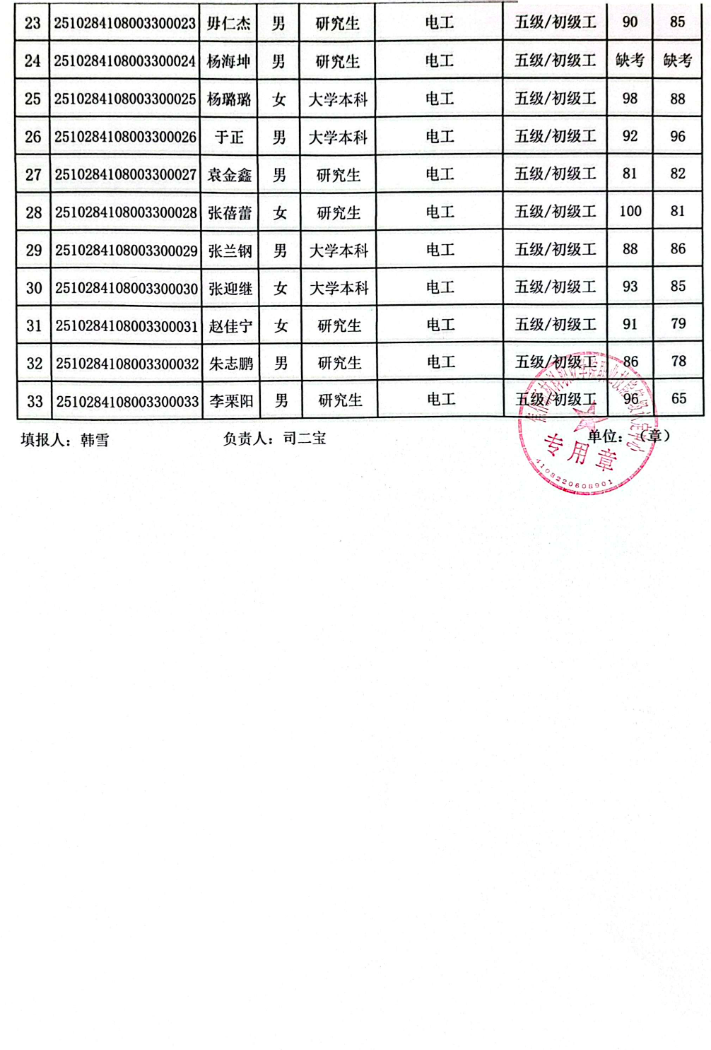 23 2510284108003300023 毋仁杰 男 研究生 电工 五级/初级工 90 85
24 2510284108003300024 杨海坤 男 研究生 电工 五级/初级工 缺考 缺考
25 2510284108003300025 杨璐璐 女 大学本科 电工 五级/初级工 98 88
26 2510284108003300026 于正 男 大学本科 电工 五级/初级工 92 96
27 2510284108003300027 袁金鑫 男 研究生 电工 五级/初级工 81 82
28 2510284108003300028 张蓓蕾 女 研究生 电工 五级/初级工 100 81
29 2510284108003300029 张兰钢 男 大学本科 电工 五级/初级工 88 86
30 2510284108003300030 张迎继 女 大学本科 电工 五级/初级工 93 85
31 2510284108003300031 赵佳宁 女 研究生 电工 五级/初级工 91 79
32 2510284108003300032 朱志鹏 男 研究生 电工 五级/初级工 86 78
33 2510284108003300033 李栗阳 男 研究生 电工 五级/初级工 96 65
填报人：韩雪 负责人：司二宝 单位：（章）
专用章
4108220608901